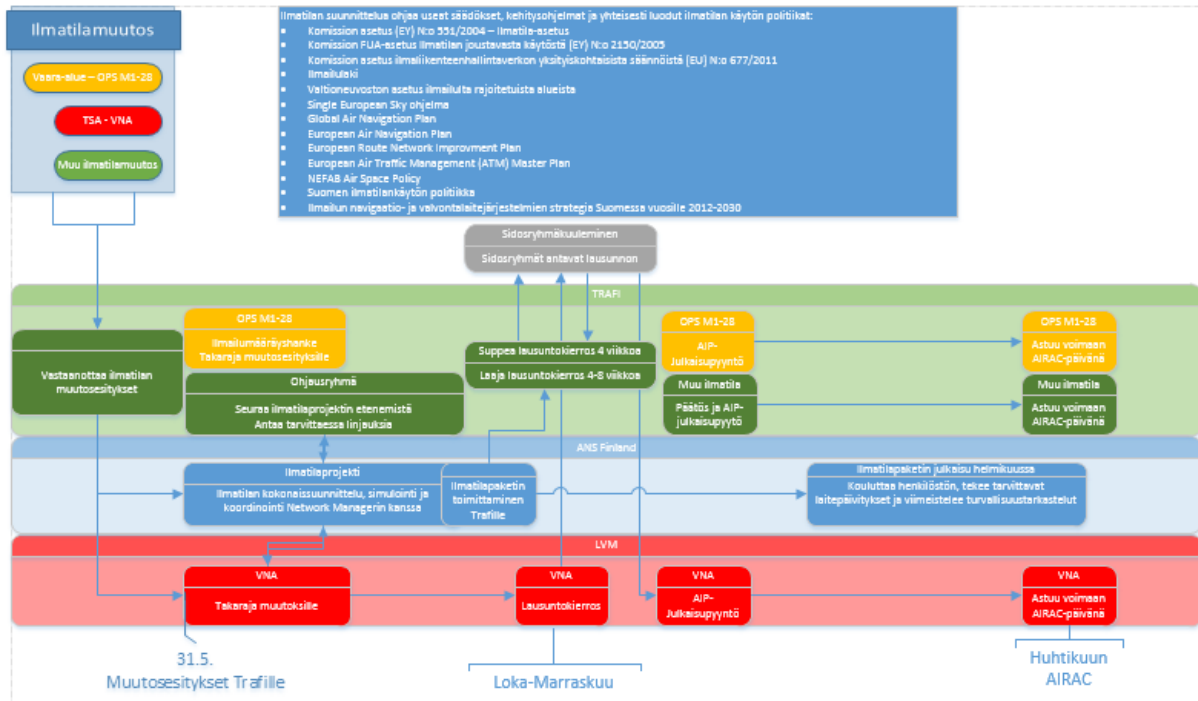 Ilmatilamuutos
Vaara-alue – OPS M1-28
TSA - VNA
Muu ilmatilamuutos
Ilmatilan suunnittelua ohjaa useat säädökset, kehitysohjelmat ja yhteisesti luodut ilmatilan käytön politiikat:
Komission asetus (EY) N:o 551/2004 – Ilmatila-asetus
Komission FUA-asetus ilmatilan joustavasta käytöstä (EY) N:o 2150/2005
Komission asetus ilmaliikenteenhallintaverkon yksityiskohtaisista säännöistä (EU) N:o 677/2011
Ilmailulaki
Valtioneuvoston asetus ilmailulta rajoitetuista alueista
Single European Sky ohjelma
Global Air Navigation Plan
European Air Navigation Plan
European Route Network Improvment Plan
European Air Traffic Management (ATM) Master Plan
NEFAB Air Space Policy
Suomen ilmatilankäytön politiikka
Ilmailun navigaatio- ja valvontalaitejärjestelmien strategia Suomessa vuosille 2012-2030
Sidosryhmäkuuleminen
Sidosryhmät antavat lausunnon
TRAFI
Vastaanottaa ilmatilan
muutosesitykset
OPS M1-28
Ilmailumääräyshanke
Takaraja muutosesityksille
Ohjausryhmä
Seuraa ilmatilaprojektin etenemistä
Antaa tarvittaessa linjauksia
Suppea lausuntokierros 4 viikkoa
Laaja lausuntokierros 4-8 viikkoa
OPS M1-28
AIP-
Julkaisupyyntö
Muu ilmatila
Päätös ja AIP-
julkaisupyytö
OPS M1-28
Astuu voimaan
AIRAC-päivänä
Muu ilmatila
Astuu voimaan
AIRAC-päivänä
ANS Finland
Ilmatilaprojekti
Ilmatilan kokonaissuunnittelu, simulointi ja
koordinointi Network Managerin kanssa
Ilmatilapaketin
toimittaminen
Trafille
Ilmatilapaketin julkaisu helmikuussa
Kouluttaa henkilöstön, tekee tarvittavat
laitepäivitykset ja viimeistelee turvallisuustarkastelut
LVM
VNA
Takaraja muutoksille
VNA
Lausuntokierros
VNA
AIP-
Julkaisupyyntö
VNA
Astuu voimaan
AIRAC-päivänä
31.5.
Muutosesitykset Trafille
Loka-Marraskuu
Huhtikuun
AIRAC